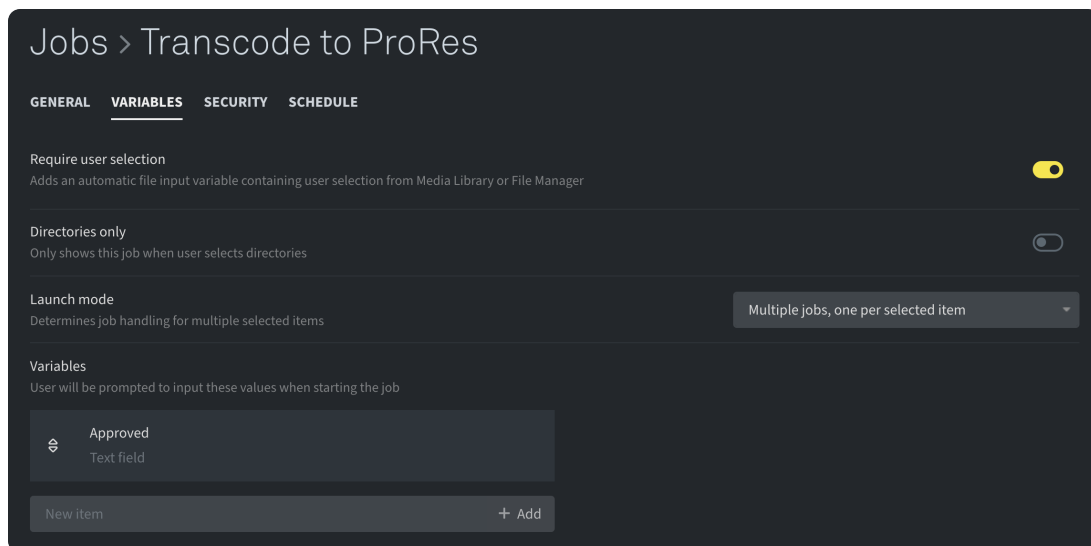 Jobs > Transcode to ProRes
GENERAL VARIABLES SECURITY SCHEDULE
Require user selection
Adds an automatic file input variable containing user selection from Media Library or File Manager
Directories only
Only shows this job when user selects directories
Launch mode
Determines job handling for multiple selected items
Multiple jobs, one per selected item
Variables
User will be prompted to input these values when starting the job
Approved
Text field
New item + Add